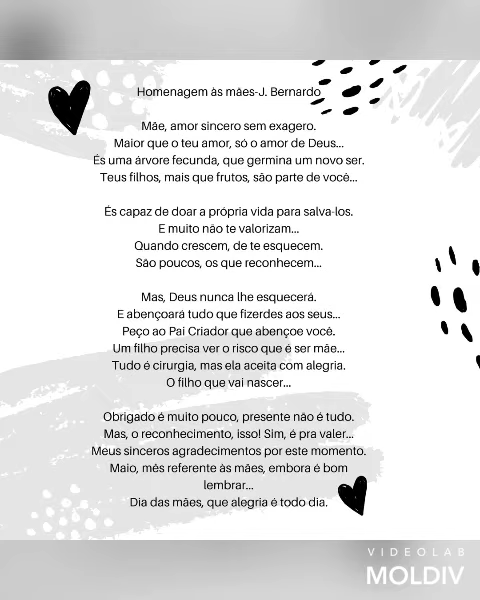 Homenagem às mães-J. Bernardo
Mãe, amor sincero sem exagero.
Maior que o teu amor, só o amor de Deus...
És uma árvore fecunda, que germina um novo ser.
Teus filhos, mais que frutos, são parte de você...
És capaz de doar a própria vida para salva-los.
E muito não te valorizam...
Quando crescem, de te esquecem.
São poucos, os que reconhecem...
Mas, Deus nunca lhe esquecerá.
E abençoará tudo que fizerdes aos seus...
Peço ao Pai Criador que abençoe você.
Um filho precisa ver o risco que é ser mãe...
Tudo é cirurgia, mas ela aceita com alegria.
O filho que vai nascer...
Obrigado é muito pouco, presente não é tudo.
Mas, o reconhecimento, isso! Sim, é pra valer...
Meus sinceros agradecimentos por este momento.
Maio, mês referente às mães, embora é bom
lembrar...
Dia das mães, que alegria é todo dia.
VIDEOLAB
MOLDIV